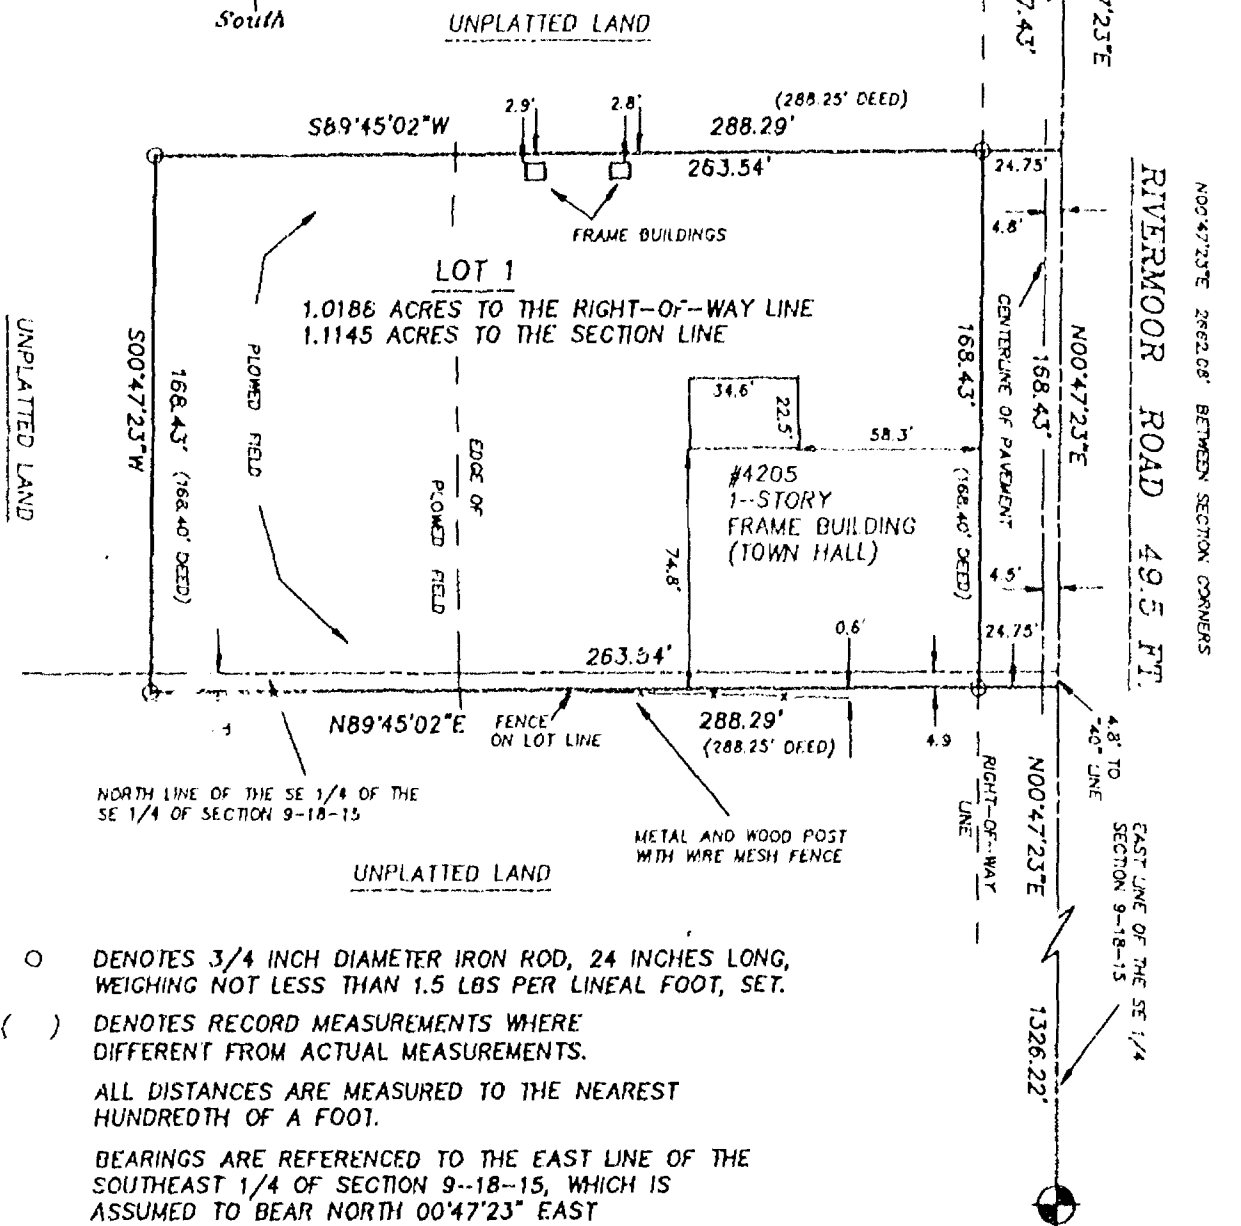 South
UNPLATTED LAND
7.43'
7'23"E
2.9'
2.8'
(288.25' DEED)
S89°45'02"W
288.29'
263.54'
24.75'
4.8'
FRAME BUILDINGS
LOT 1
1.0188 ACRES TO THE RIGHT-OF-WAY LINE
1.1145 ACRES TO THE SECTION LINE
UNPLATTED LAND
S00°47'23"W
168.43' (168.40' DEED)
PLOWED FIELD
EDGE OF
PLOWED FIELD
34.6'
22.5'
58.3'
#4205
1-STORY
FRAME BUILDING
(TOWN HALL)
74.8'
168.43'
(168.40' DEED)
CENTERLINE OF PAVEMENT
168.43'
N00°47'23"E
RIVERMOOR ROAD 49.5 FT.
N00°47'23"E 2662.08' BETWEEN SECTION CORNERS
4.5'
24.75'
0.6'
263.54'
N89°45'02"E
FENCE
ON LOT LINE
288.29'
(288.25' DEED)
4.9
4.8' TO
"40" LINE
NORTH LINE OF THE SE 1/4 OF THE
SE 1/4 OF SECTION 9-18-15
METAL AND WOOD POST
WITH WIRE MESH FENCE
UNPLATTED LAND
RIGHT-OF-WAY
LINE
N00°47'23"E
1326.22'
EAST LINE OF THE SE 1/4
SECTION 9-18-15
O DENOTES 3/4 INCH DIAMETER IRON ROD, 24 INCHES LONG,
WEIGHING NOT LESS THAN 1.5 LBS PER LINEAL FOOT, SET.
( ) DENOTES RECORD MEASUREMENTS WHERE
DIFFERENT FROM ACTUAL MEASUREMENTS.
ALL DISTANCES ARE MEASURED TO THE NEAREST
HUNDREDTH OF A FOOT.
BEARINGS ARE REFERENCED TO THE EAST LINE OF THE
SOUTHEAST 1/4 OF SECTION 9-18-15, WHICH IS
ASSUMED TO BEAR NORTH 00°47'23" EAST